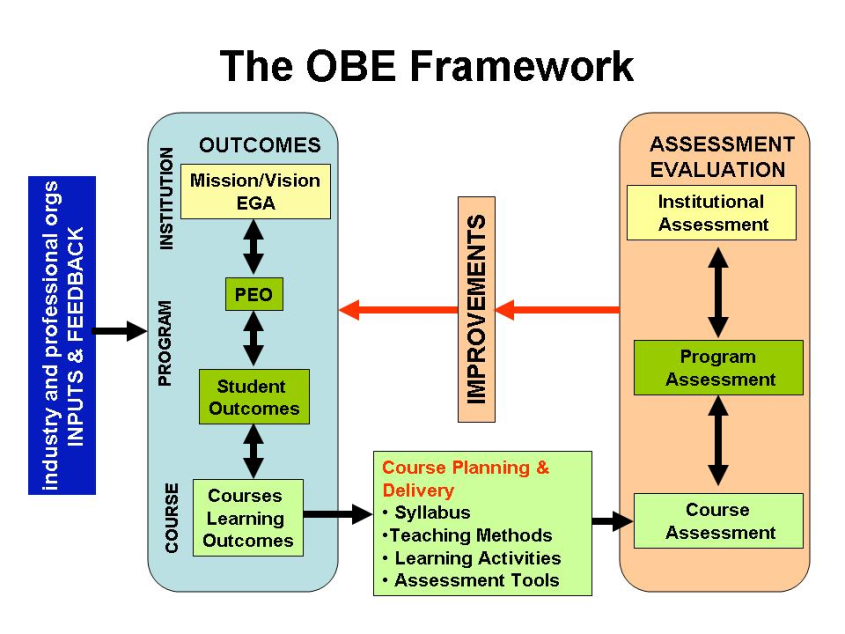 The OBE Framework
industry and professional orgs
INPUTS & FEEDBACK
INSTITUTION
PROGRAM
COURSE
OUTCOMES
Mission/Vision
EGA
PEO
Student
Outcomes
Courses
Learning
Outcomes
IMPROVEMENTS
Course Planning &
Delivery
• Syllabus
•Teaching Methods
• Learning Activities
• Assessment Tools
ASSESSMENT
EVALUATION
Institutional
Assessment
Program
Assessment
Course
Assessment